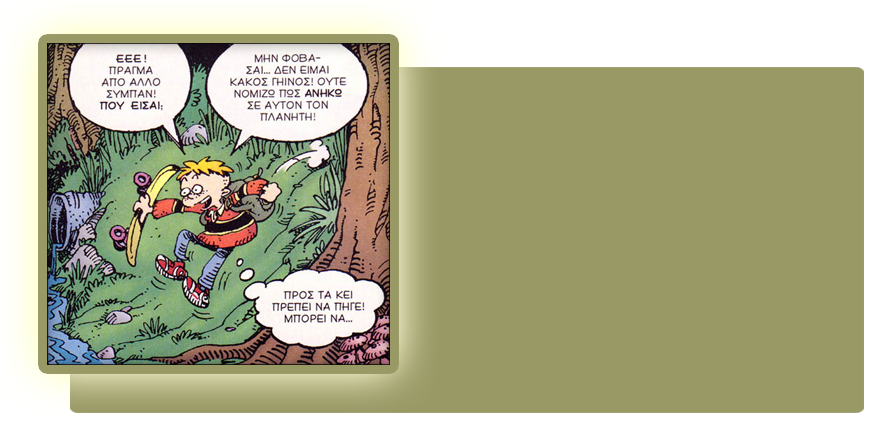 ΕΕΕ!
ΠΡΑΓΜΑ
ΑΠΟ ΑΛΛΟ
ΣΥΜΠΑΝ!
ΠΟΥ ΕΙΣΑΙ;
ΜΗΝ ΦΟΒΑ-
ΣΑΙ... ΔΕΝ ΕΙΜΑΙ
ΚΑΚΟΣ ΓΗΙΝΟΣ! ΟΥΤΕ
ΝΟΜΙΖΩ ΠΩΣ ΑΝΗΚΩ
ΣΕ ΑΥΤΟΝ ΤΟΝ
ΠΛΑΝΗΤΗ!
ΠΡΟΣ ΤΑ ΚΕΙ
ΠΡΕΠΕΙ ΝΑ ΠΗΓΕ!
ΜΠΟΡΕΙ ΝΑ...